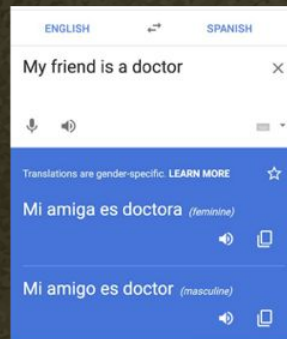 ENGLISH SPANISH
My friend is a doctor
Translations are gender-specific. LEARN MORE
Mi amiga es doctora (feminine)
Mi amigo es doctor (masculine)